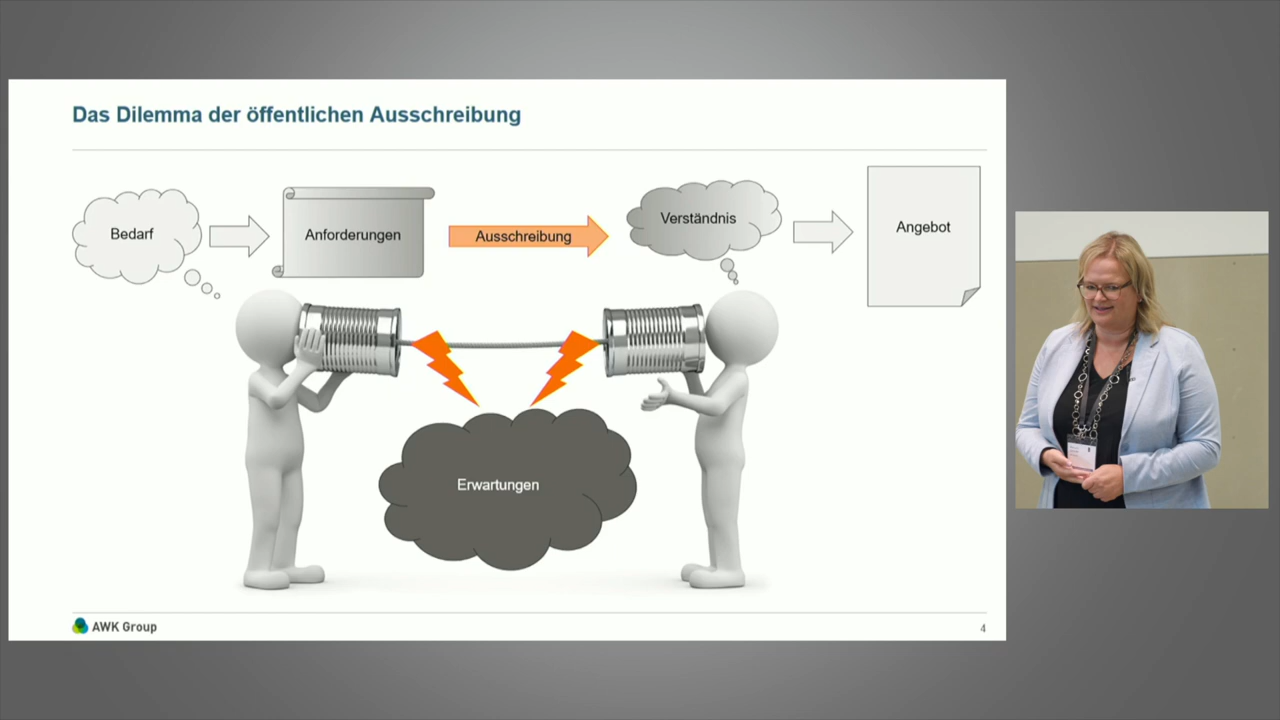 Das Dilemma der öffentlichen Ausschreibung
Bedarf
Anforderungen
Ausschreibung
Verständnis
Angebot
Erwartungen
AWK Group
4